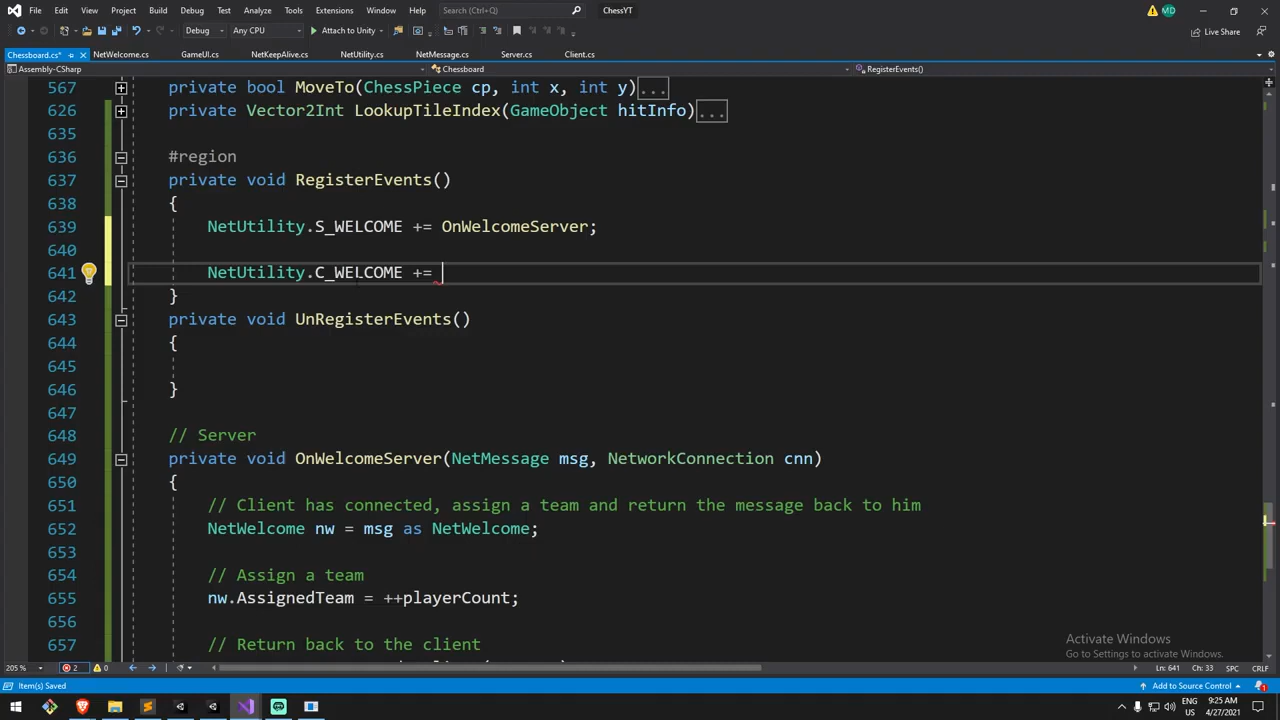 File Edit View Project Build Debug Test Analyze Tools Extensions Window Help Search (Ctrl+Q) ChessYT MD
Debug Any CPU Attach to Unity Live Share
Chessboard.cs* NetWelcome.cs GameUI.cs NetKeepAlive.cs NetUtility.cs NetMessage.cs Server.cs Client.cs
Assembly-CSharp Chessboard RegisterEvents()
567 private bool MoveTo(ChessPiece cp, int x, int y)...
626 private Vector2Int LookupTileIndex(GameObject hitInfo)...
635
636 #region
637 private void RegisterEvents()
638 {
639 NetUtility.S_WELCOME += OnWelcomeServer;
640
641 NetUtility.C_WELCOME +=
642 }
643 private void UnRegisterEvents()
644 {
645
646 }
647
648 // Server
649 private void OnWelcomeServer(NetMessage msg, NetworkConnection cnn)
650 {
651 // Client has connected, assign a team and return the message back to him
652 NetWelcome nw = msg as NetWelcome;
653
654 // Assign a team
655 nw.AssignedTeam = ++playerCount;
656
657 // Return back to the client
Activate Windows
Go to Settings to activate Windows.
205 % 2 0 Ln: 641 Ch: 33 SPC CRLF
Item(s) Saved Add to Source Control 1
ENG 9:25 AM
US 4/27/2021